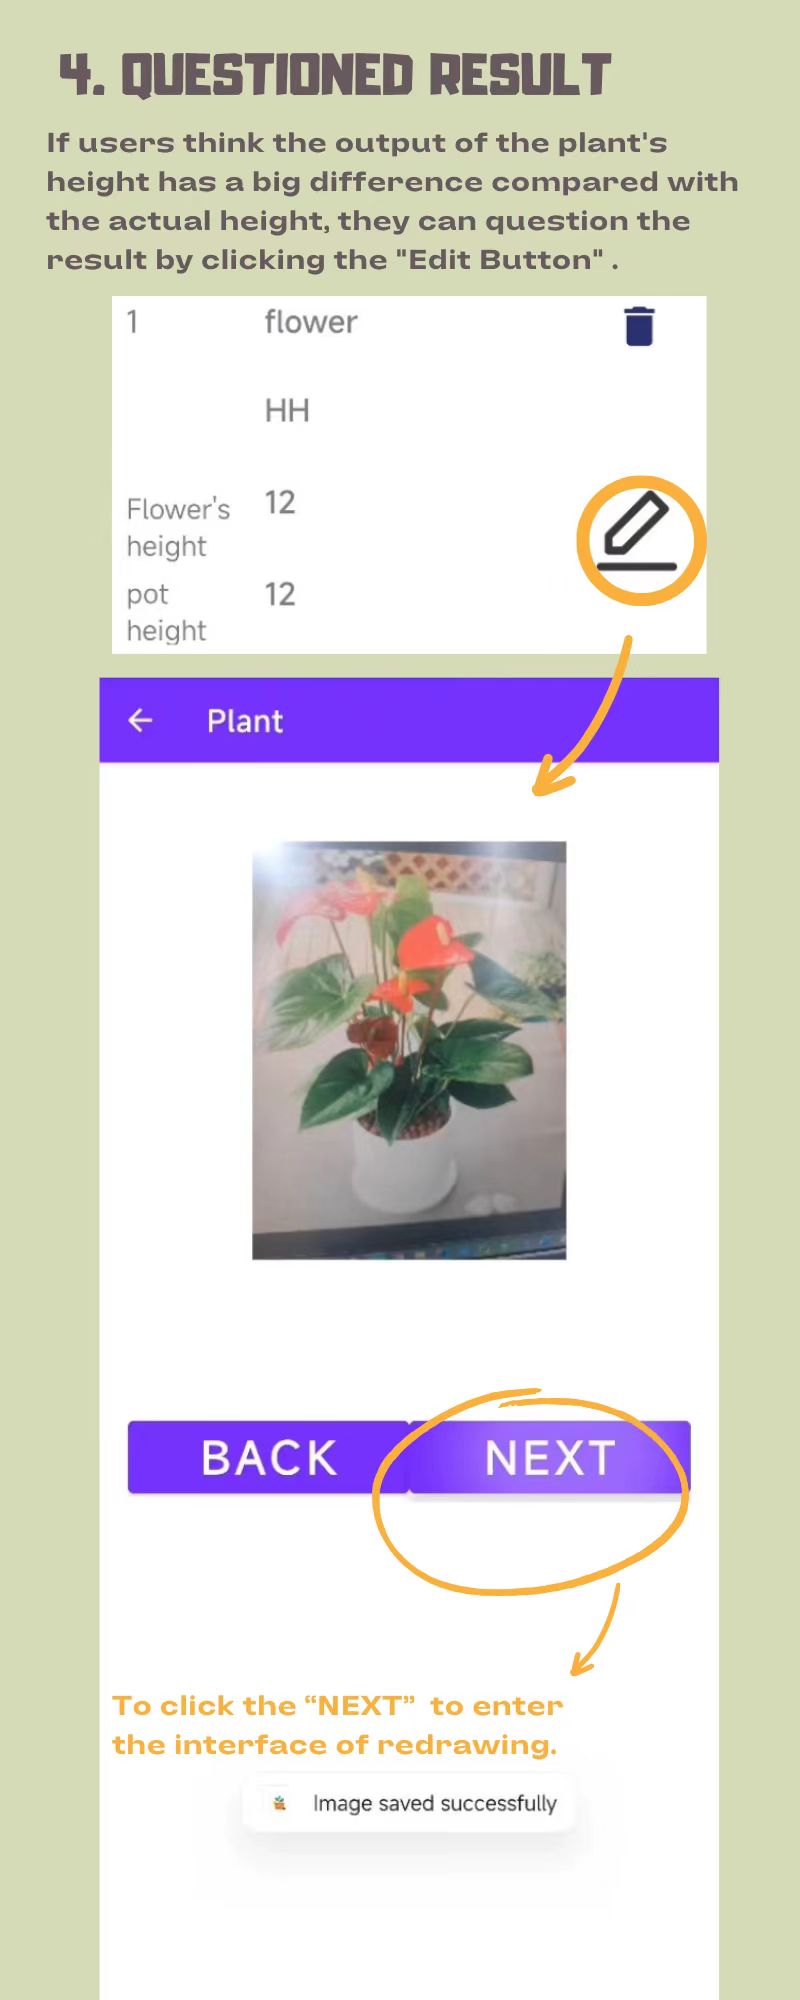 4. QUESTIONED RESULT
If users think the output of the plant's
height has a big difference compared with
the actual height, they can question the
result by clicking the "Edit Button" .
1 flower
HH
Flower's height 12
pot height 12
Plant
BACK NEXT
To click the “NEXT” to enter
the interface of redrawing.
Image saved successfully